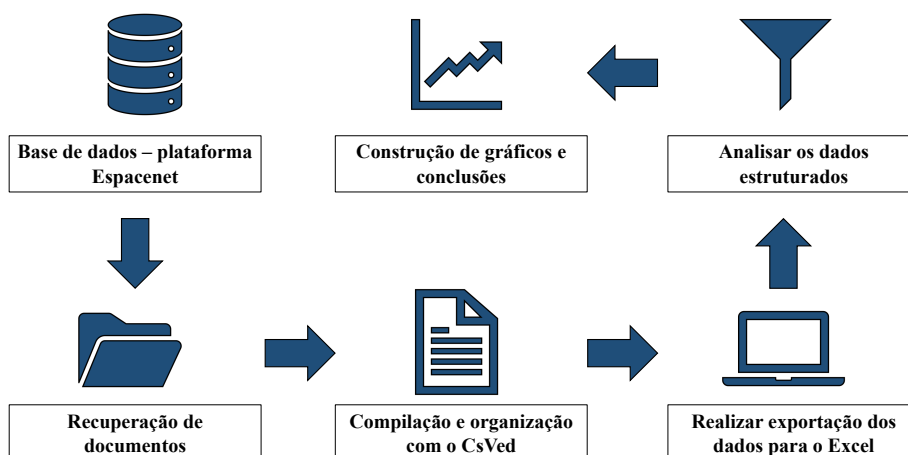 Base de dados – plataforma
Espacenet
Construção de gráficos e
conclusões
Analisar os dados
estruturados
Recuperação de
documentos
Compilação e organização
com o CsVed
Realizar exportação dos
dados para o Excel